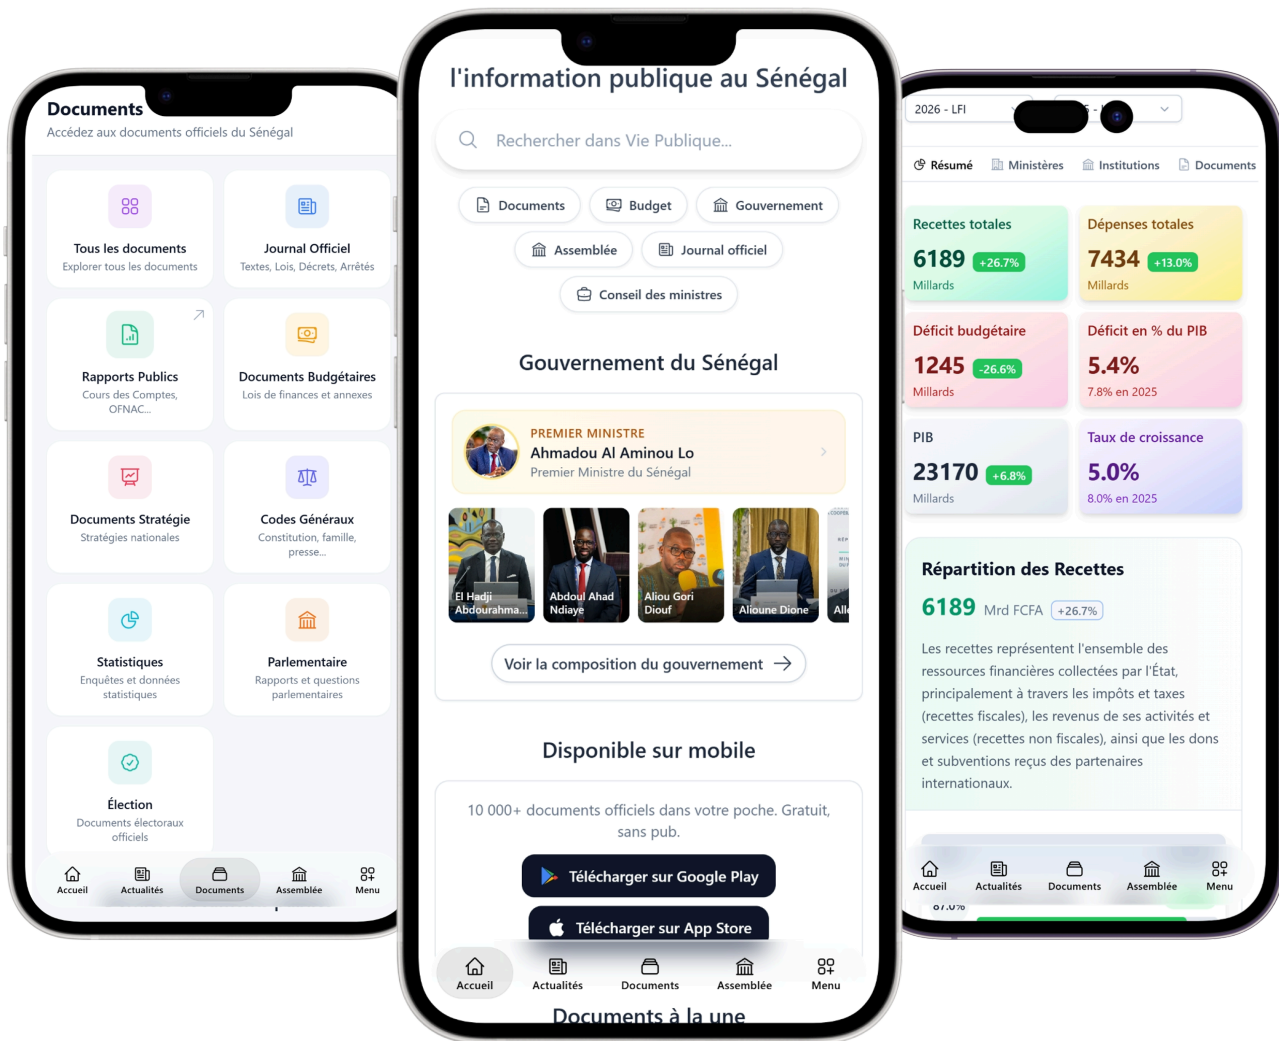 Documents
Accédez aux documents officiels du Sénégal
Tous les documents
Explorer tous les documents
Journal Officiel
Textes, Lois, Décrets, Arrêtés
Rapports Publics
Cours des Comptes,
OFNAC...
Documents Budgétaires
Lois de finances et annexes
Documents Stratégie
Stratégies nationales
Codes Généraux
Constitution, famille,
presse...
Statistiques
Enquêtes et données
statistiques
Parlementaire
Rapports et questions
parlementaires
Élection
Documents électoraux
officiels
Accueil
Actualités
Documents
Assemblée
Menu
l'information publique au Sénégal
Rechercher dans Vie Publique...
Documents
Budget
Gouvernement
Assemblée
Journal officiel
Conseil des ministres
Gouvernement du Sénégal
PREMIER MINISTRE
Ahmadou Al Aminou Lo
Premier Ministre du Sénégal
El Hadji
Abdourahma...
Abdoul Ahad
Ndiaye
Aliou Gori
Diouf
Alioune Dione
Voir la composition du gouvernement
Disponible sur mobile
10 000+ documents officiels dans votre poche. Gratuit,
sans pub.
Télécharger sur Google Play
Télécharger sur App Store
Accueil
Actualités
Documents
Assemblée
Menu
Documents à la une
2026 - LFI
Résumé
Ministères
Institutions
Documents
Recettes totales
6189 +26.7%
Millards
Dépenses totales
7434 +13.0%
Millards
Déficit budgétaire
1245 -26.6%
Millards
Déficit en % du PIB
5.4%
7.8% en 2025
PIB
23170 +6.8%
Millards
Taux de croissance
5.0%
8.0% en 2025
Répartition des Recettes
6189 Mrd FCFA +26.7%
Les recettes représentent l'ensemble des
ressources financières collectées par l'État,
principalement à travers les impôts et taxes
(recettes fiscales), les revenus de ses activités et
services (recettes non fiscales), ainsi que les dons
et subventions reçus des partenaires
internationaux.
Accueil
Actualités
Documents
Assemblée
Menu
87.0%